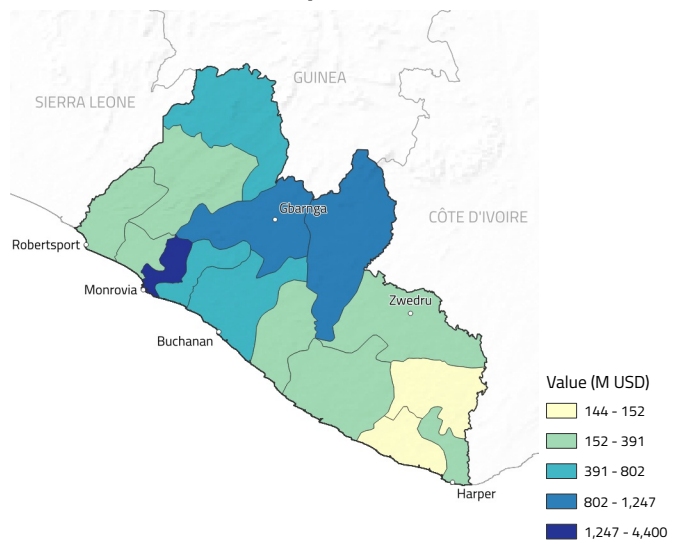 GUINEA
SIERRA LEONE
Gbarnga
CÔTE D'IVOIRE
Robertsport
Monrovia
Zwedru
Buchanan
Harper
Value (M USD)
144 - 152
152 - 391
391 - 802
802 - 1,247
1,247 - 4,400